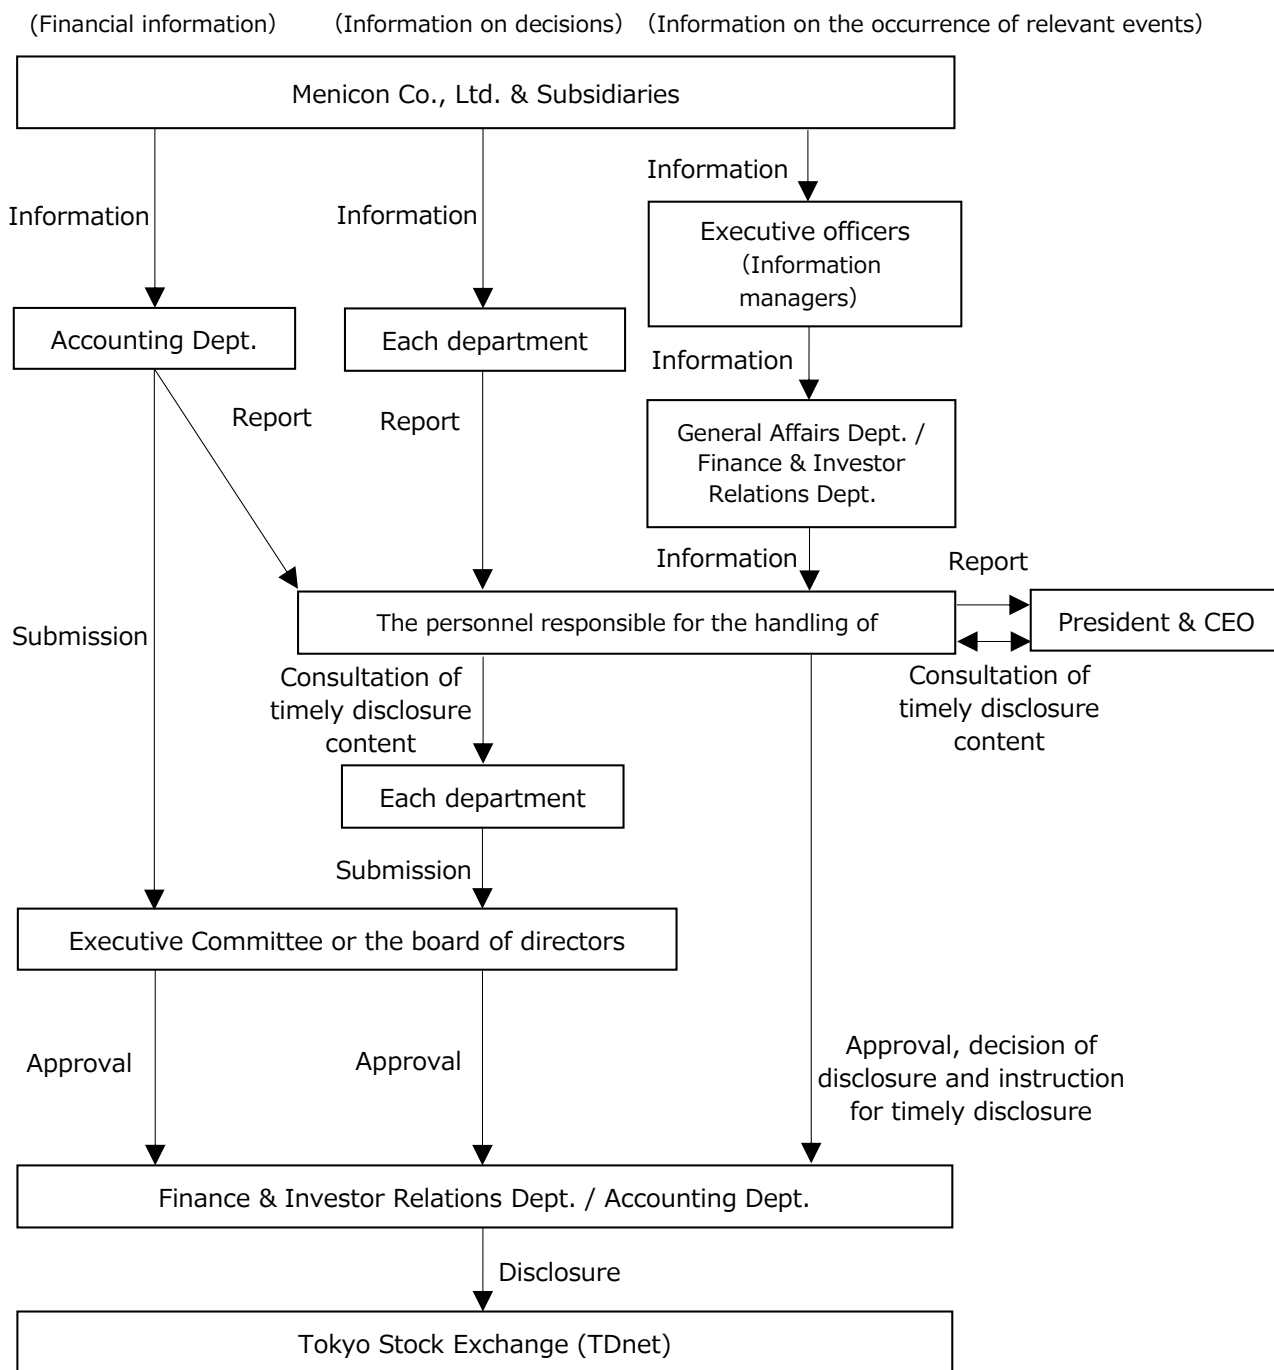 (Financial information)
(Information on decisions)
(Information on the occurrence of relevant events)
Menicon Co., Ltd. & Subsidiaries
Information
Information
Information
Executive officers
(Information
managers)
Accounting Dept.
Each department
Information
Report
Report
General Affairs Dept. /
Finance & Investor
Relations Dept.
Information
Report
The personnel responsible for the handling of
President & CEO
Submission
Consultation of
timely disclosure
content
Consultation of
timely disclosure
content
Each department
Submission
Executive Committee or the board of directors
Approval
Approval
Approval, decision of
disclosure and instruction
for timely disclosure
Finance & Investor Relations Dept. / Accounting Dept.
Disclosure
Tokyo Stock Exchange (TDnet)